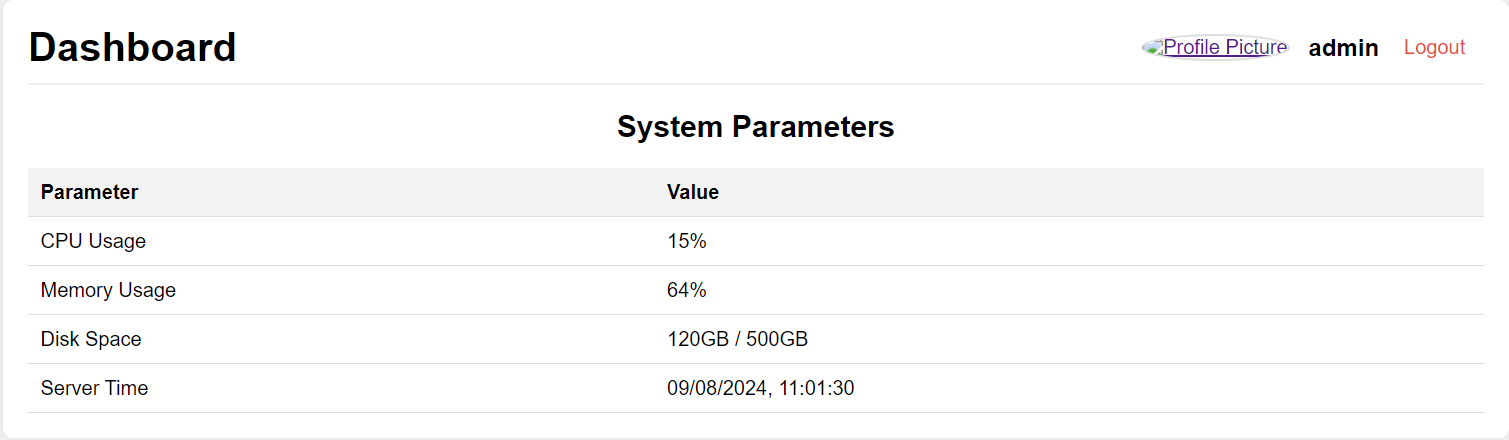 Dashboard Profile Picture admin Logout
System Parameters
Parameter Value
CPU Usage 15%
Memory Usage 64%
Disk Space 120GB / 500GB
Server Time 09/08/2024, 11:01:30